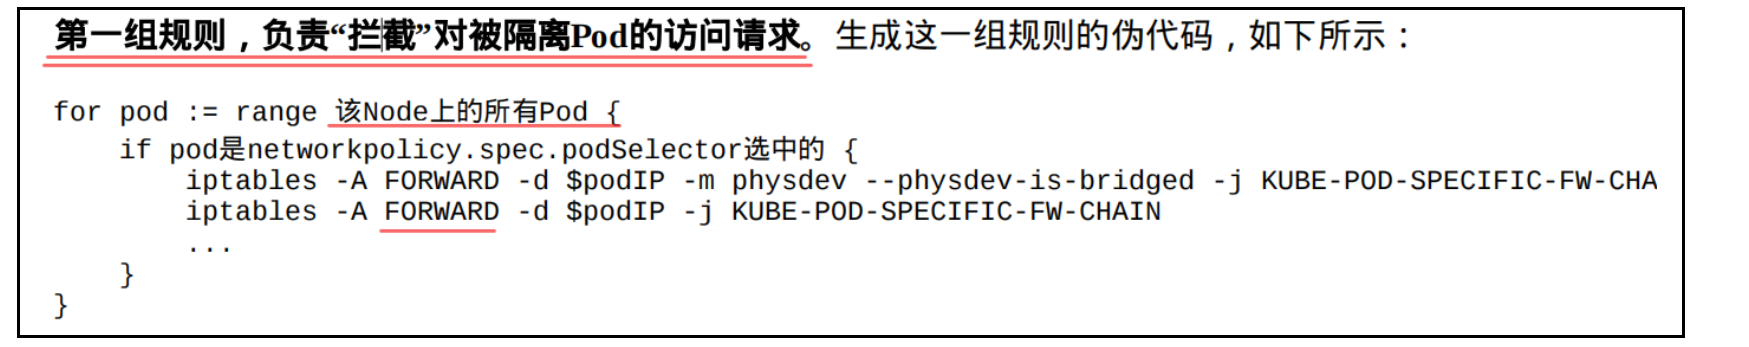 第一组规则，负责“拦截”对被隔离Pod的访问请求。生成这一组规则的伪代码，如下所示：
for pod := range 该Node上的所有Pod {
    if pod是networkpolicy.spec.podSelector选中的 {
        iptables -A FORWARD -d $podIP -m physdev --physdev-is-bridged -j KUBE-POD-SPECIFIC-FW-CHA
        iptables -A FORWARD -d $podIP -j KUBE-POD-SPECIFIC-FW-CHAIN
        ...
    }
}